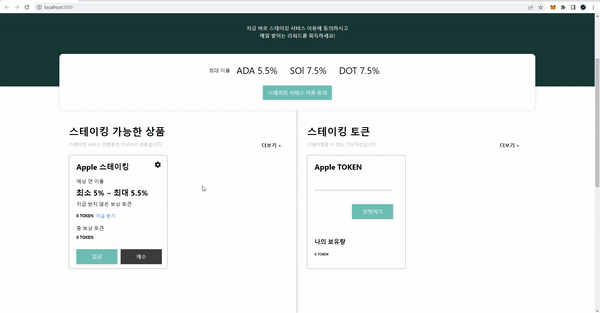 localhost:3000
지금 바로 스테이킹 서비스 이용에 동의하시고
매일 쌓이는 리워드를 획득하세요!
최대 이율 ADA 5.5% SOl 7.5% DOT 7.5%
스테이킹 서비스 이용 동의
스테이킹 가능한 상품
스테이킹 서비스 진행중인 가상자산 상품입니다.
더보기 +
Apple 스테이킹
예상 연 이율
최소 5% ~ 최대 5.5%
지급 받지 않은 보상 토큰
0 TOKEN 지급 받기
총 보상 토큰
0 TOKEN
입금
매수
스테이킹 토큰
스테이킹할 수 있는 가상자산입니다.
더보기 +
Apple TOKEN
민팅하기
나의 보유량
0 TOKEN